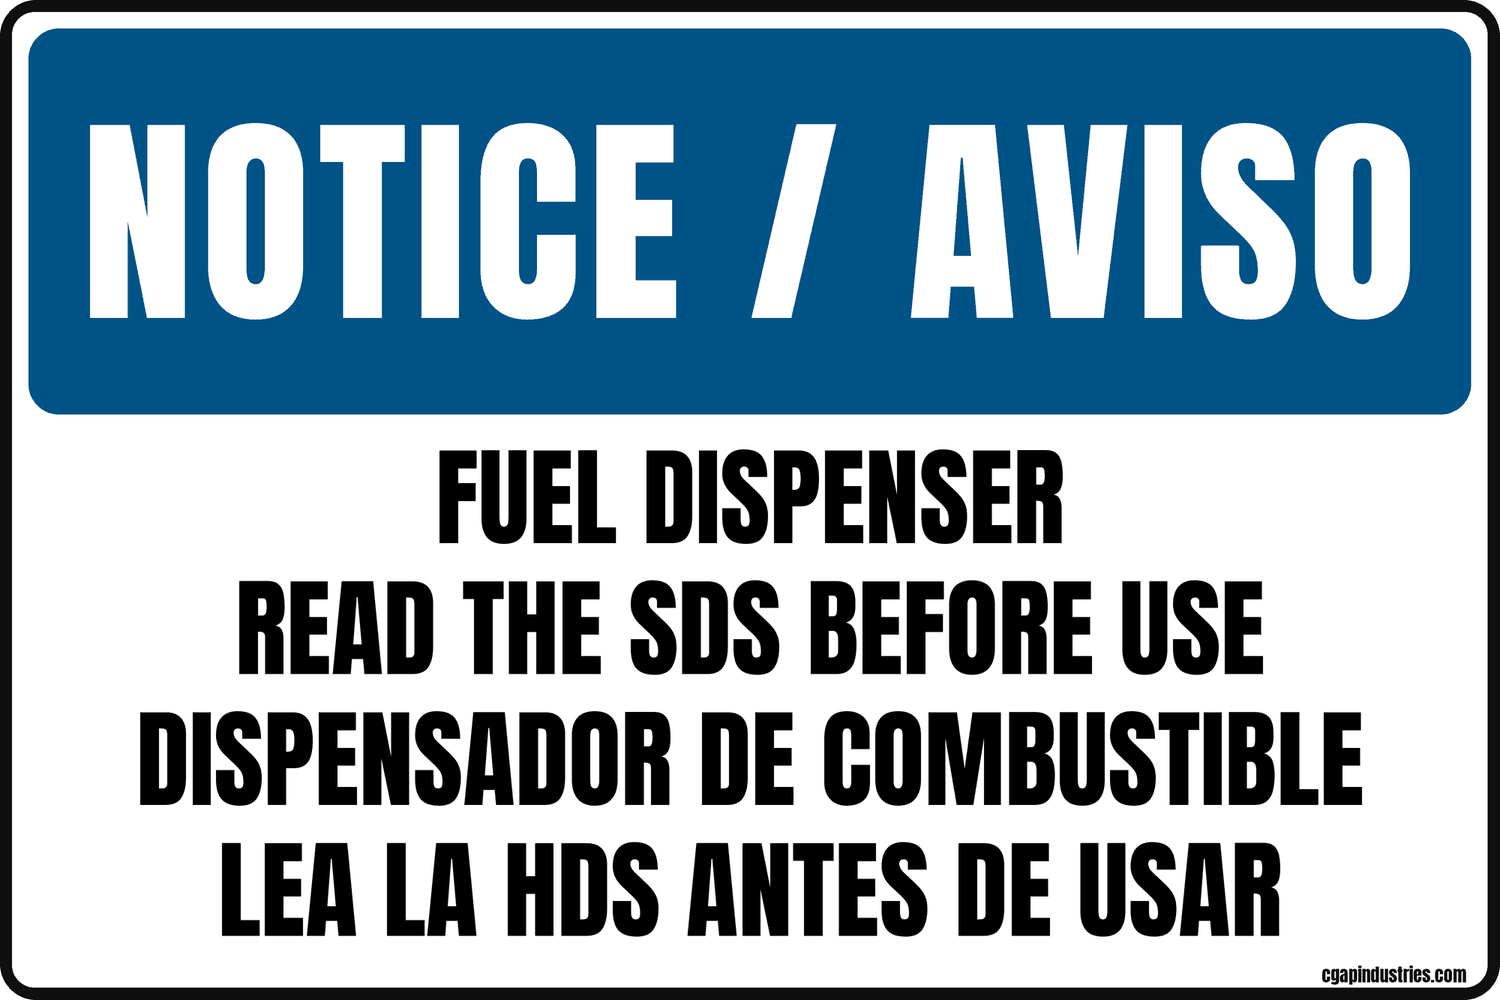 NOTICE / AVISO
FUEL DISPENSER
READ THE SDS BEFORE USE
DISPENSADOR DE COMBUSTIBLE
LEA LA HDS ANTES DE USAR
cgapindustries.com